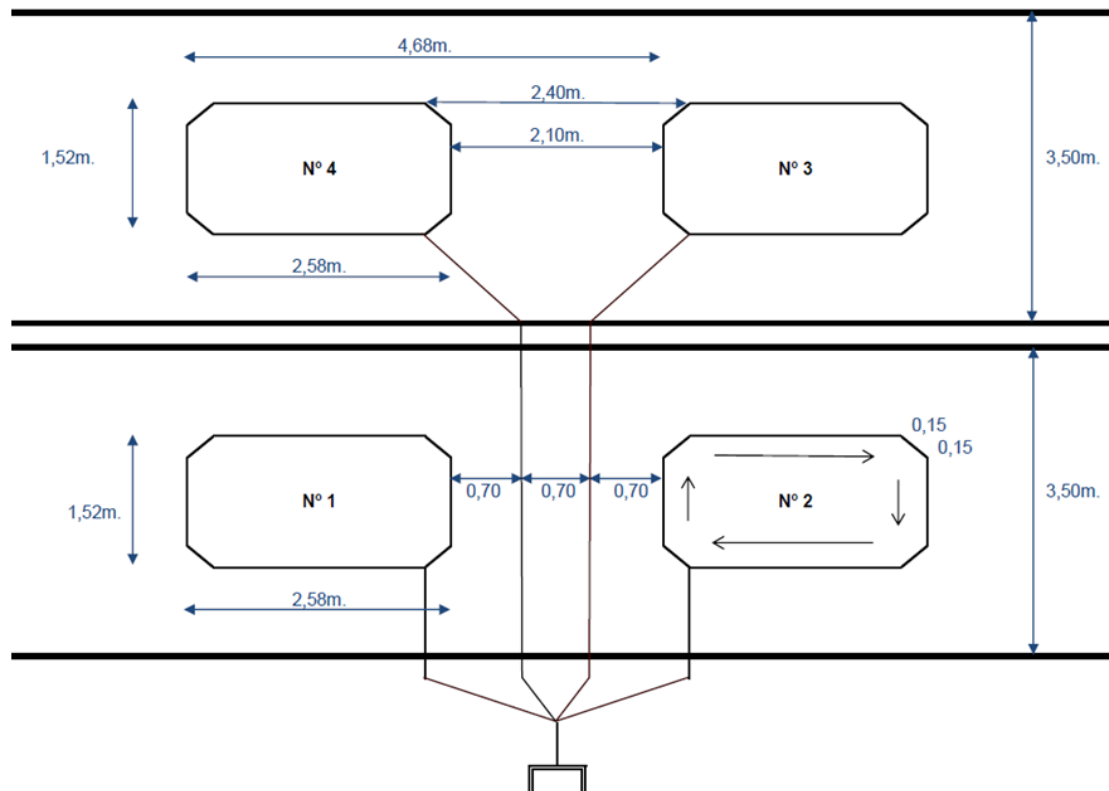 4,68m.
2,40m.
2,10m.
1,52m.
Nº 4
Nº 3
3,50m.
2,58m.
0,15
0,15
0,70
0,70
0,70
Nº 1
Nº 2
1,52m.
3,50m.
2,58m.